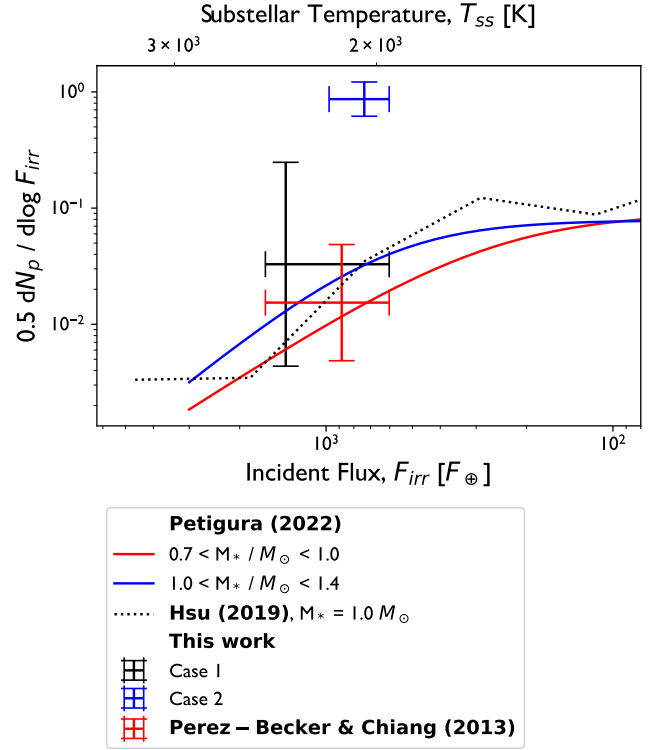 Substellar Temperature, T_ss [K]
3 × 10³ 2 × 10³
10⁰
10⁻¹
10⁻²
0.5 dN_p / dlog F_irr
10³ 10²
Incident Flux, F_irr [F_⊕]
Petigura (2022)
0.7 < M_* / M_⊙ < 1.0
1.0 < M_* / M_⊙ < 1.4
Hsu (2019), M_* = 1.0 M_⊙
This work
Case 1
Case 2
Perez − Becker & Chiang (2013)